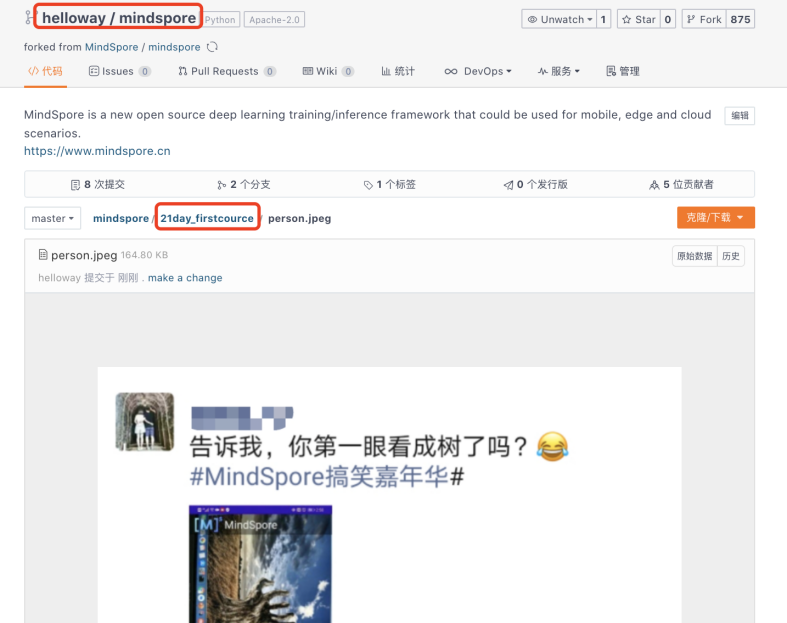 helloway / mindspore Python Apache-2.0 Unwatch 1 Star 0 Fork 875
forked from MindSpore / mindspore
代码 Issues 0 Pull Requests 0 Wiki 0 统计 DevOps 服务 管理
MindSpore is a new open source deep learning training/inference framework that could be used for mobile, edge and cloud 编辑
scenarios.
https://www.mindspore.cn
8 次提交 2 个分支 1 个标签 0 个发行版 5 位贡献者
master mindspore / 21day_firstcource / person.jpeg 克隆/下载
person.jpeg 164.80 KB 原始数据 历史
helloway 提交于 刚刚 . make a change
告诉我，你第一眼看成树了吗？😂
#MindSpore搞笑嘉年华#
[M]s MindSpore